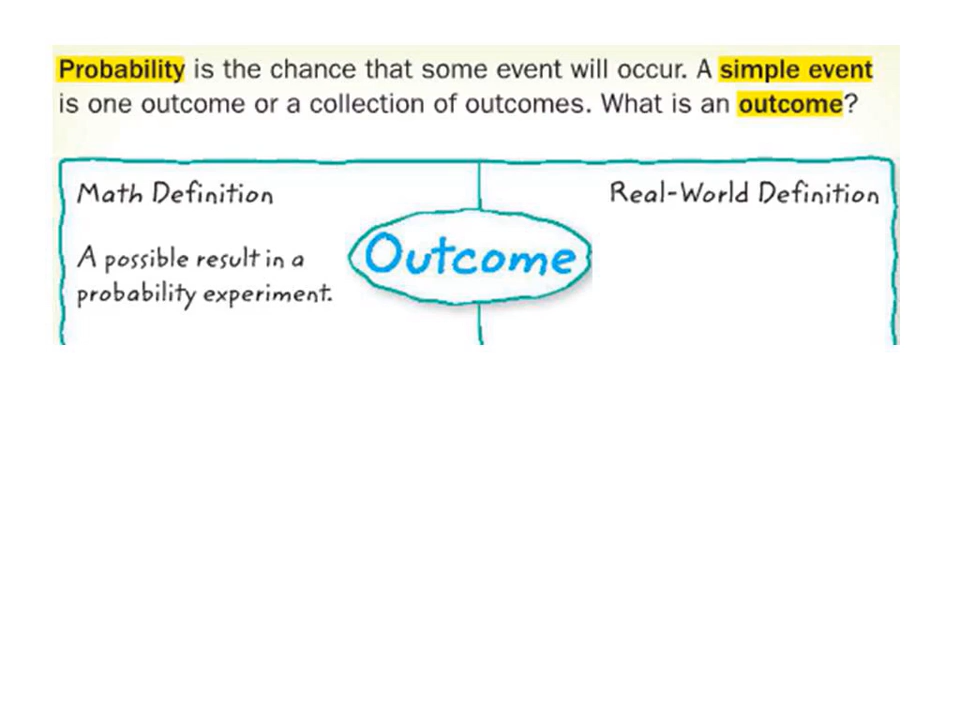 Probability is the chance that some event will occur. A simple event
is one outcome or a collection of outcomes. What is an outcome?
Math Definition
A possible result in a
probability experiment.
Outcome
Real-World Definition